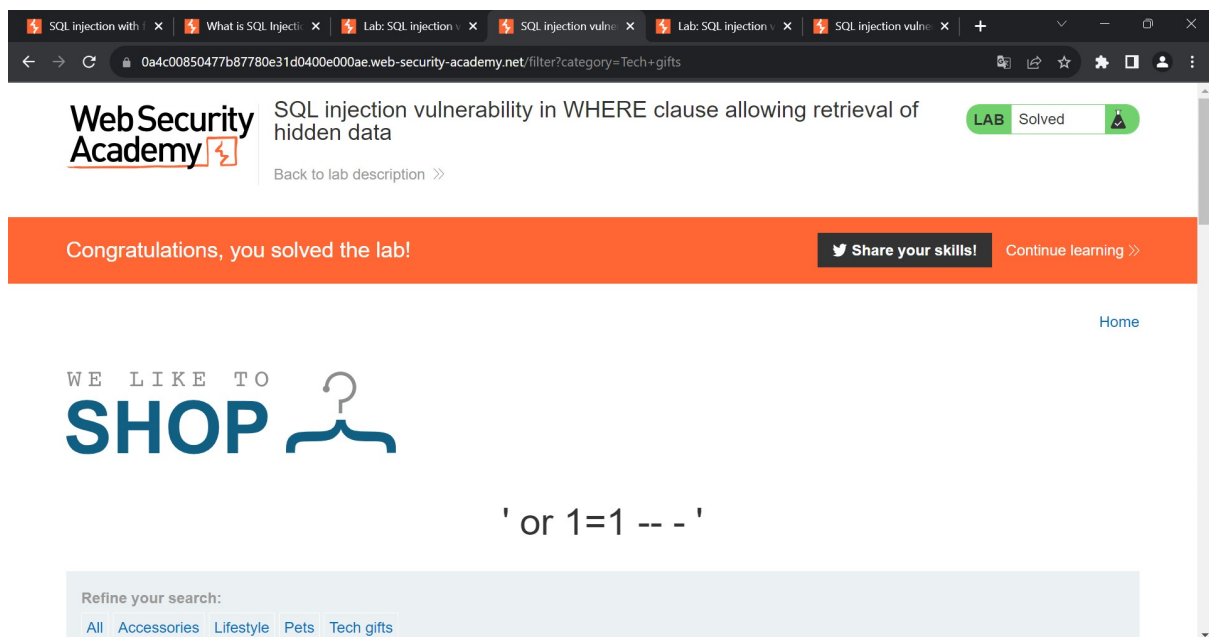 SQL injection with f
What is SQL Injectic
Lab: SQL injection v
SQL injection vulner
Lab: SQL injection v
SQL injection vulner
0a4c00850477b87780e31d0400e000ae.web-security-academy.net/filter?category=Tech+gifts
Web Security
Academy
SQL injection vulnerability in WHERE clause allowing retrieval of
hidden data
Back to lab description
LAB Solved
Congratulations, you solved the lab!
Share your skills!
Continue learning
Home
WE LIKE TO
SHOP
' or 1=1 -- - '
Refine your search:
All Accessories Lifestyle Pets Tech gifts